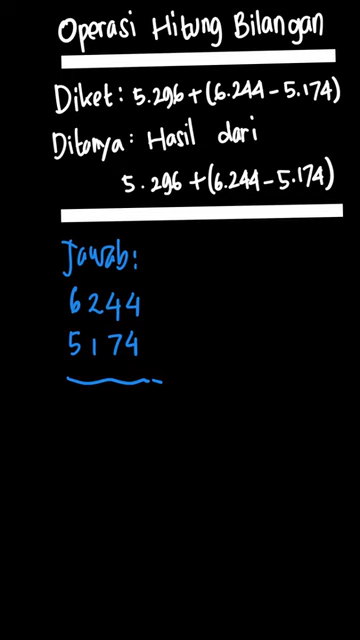 Operasi Hitung Bilangan
Diket: 5.296 + (6.244 - 5.174)
Ditanya: Hasil dari
5.296 + (6.244 - 5.174)
Jawab:
6244
5174